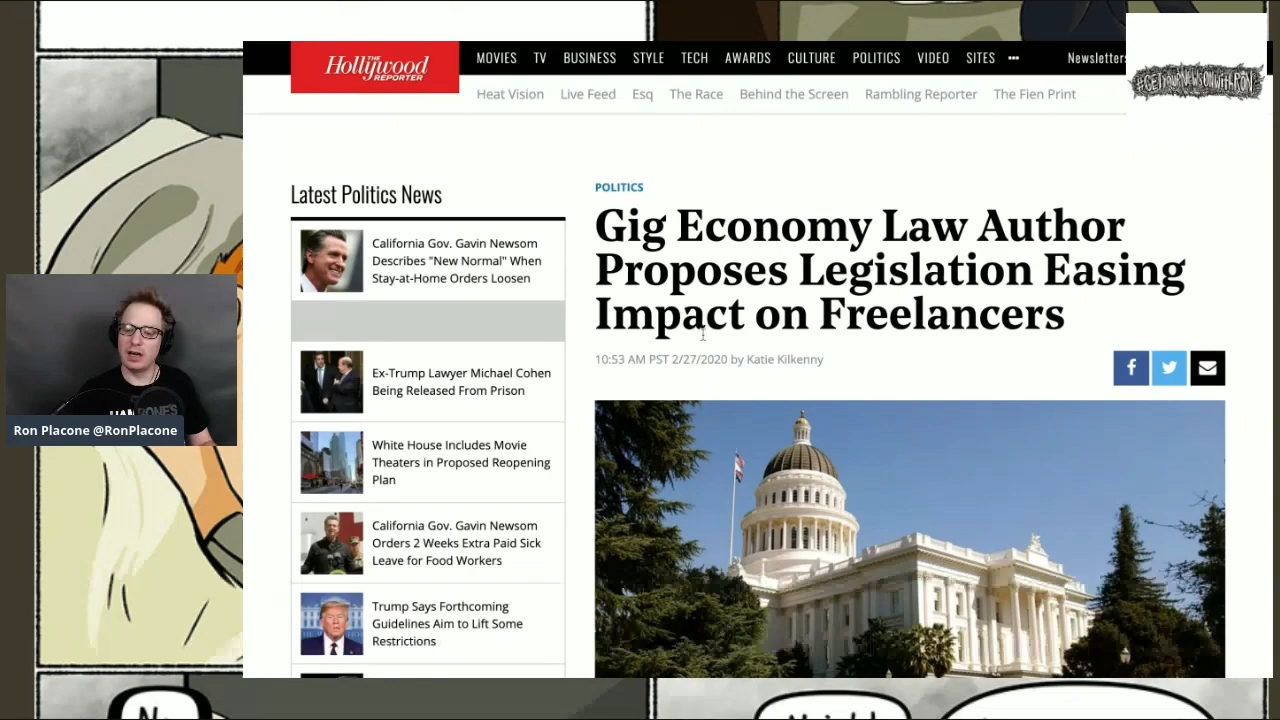 THE
Hollywood
REPORTER
MOVIES TV BUSINESS STYLE TECH AWARDS CULTURE POLITICS VIDEO SITES ••• Newsletters
#GETYOURNEWSONWITHRON
Heat Vision Live Feed Esq The Race Behind the Screen Rambling Reporter The Fien Print
Latest Politics News
California Gov. Gavin Newsom
Describes "New Normal" When
Stay-at-Home Orders Loosen
Ex-Trump Lawyer Michael Cohen
Being Released From Prison
White House Includes Movie
Theaters in Proposed Reopening
Plan
California Gov. Gavin Newsom
Orders 2 Weeks Extra Paid Sick
Leave for Food Workers
Trump Says Forthcoming
Guidelines Aim to Lift Some
Restrictions
POLITICS
Gig Economy Law Author
Proposes Legislation Easing
Impact on Freelancers
10:53 AM PST 2/27/2020 by Katie Kilkenny
Ron Placone @RonPlacone